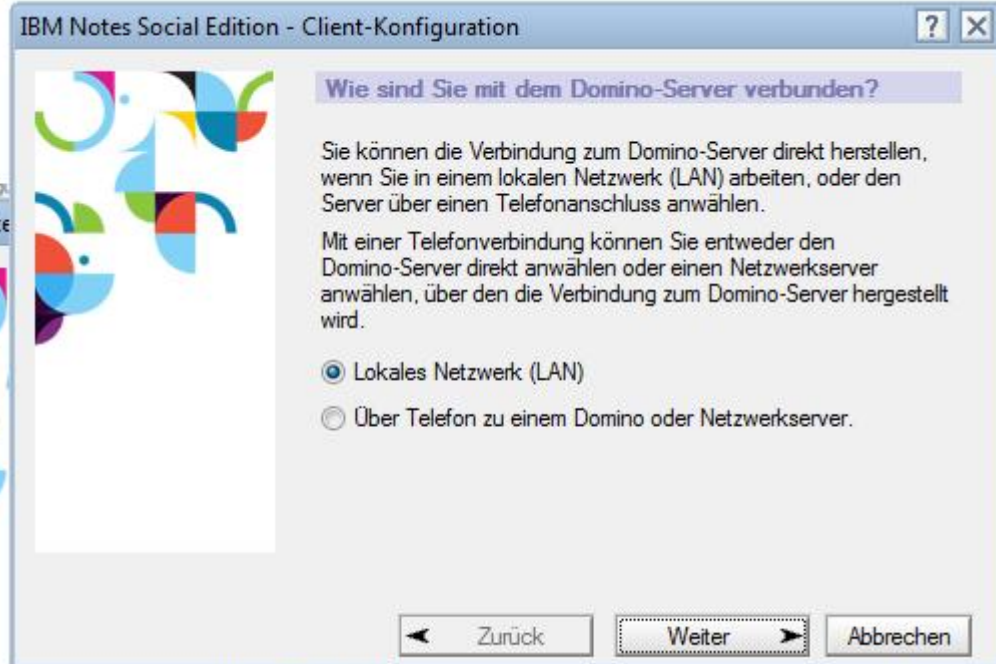 IBM Notes Social Edition - Client-Konfiguration
Wie sind Sie mit dem Domino-Server verbunden?
Sie können die Verbindung zum Domino-Server direkt herstellen,
wenn Sie in einem lokalen Netzwerk (LAN) arbeiten, oder den
Server über einen Telefonanschluss anwählen.
Mit einer Telefonverbindung können Sie entweder den
Domino-Server direkt anwählen oder einen Netzwerkserver
anwählen, über den die Verbindung zum Domino-Server hergestellt
wird.
Lokales Netzwerk (LAN)
Über Telefon zu einem Domino oder Netzwerkserver.
Zurück
Weiter
Abbrechen